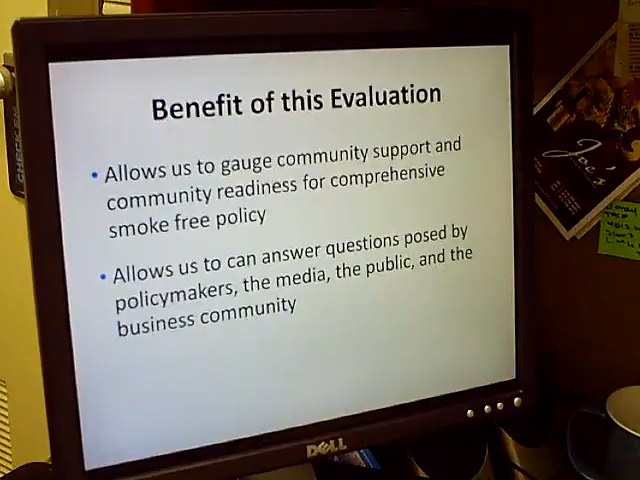 Benefit of this Evaluation
• Allows us to gauge community support and
community readiness for comprehensive
smoke free policy
• Allows us to can answer questions posed by
policymakers, the media, the public, and the
business community
DELL
Joe's